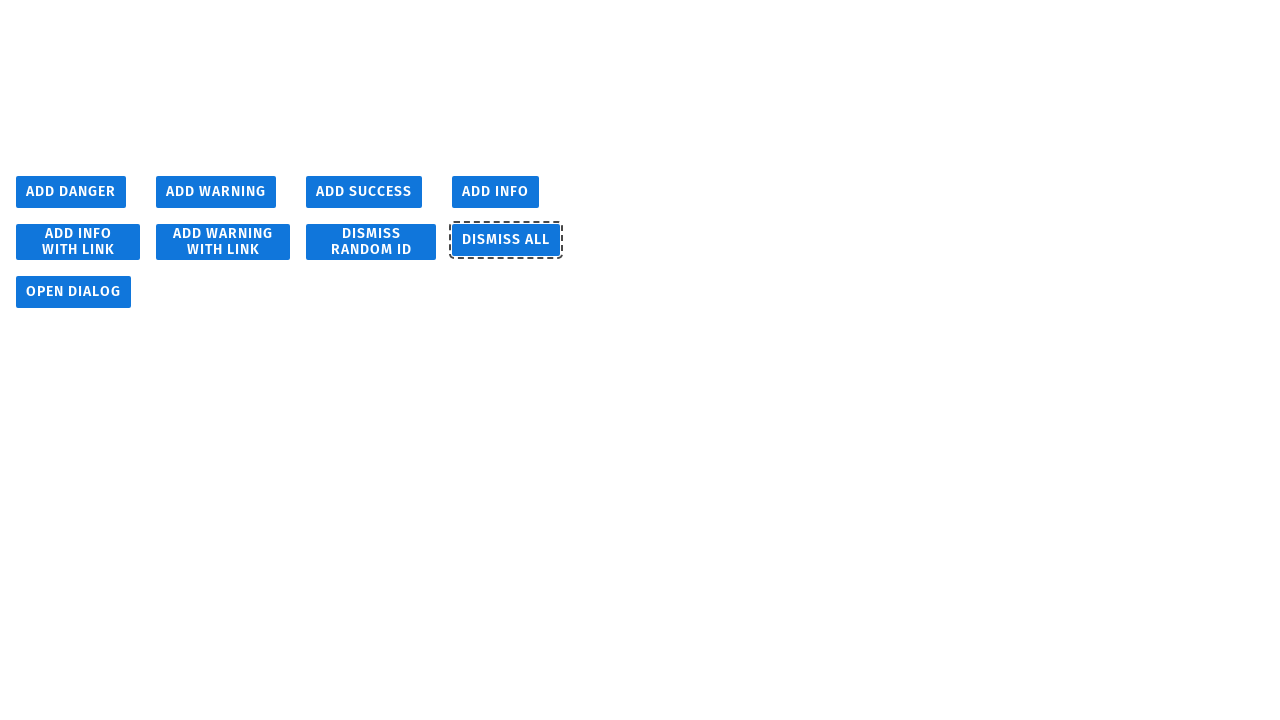 ADD DANGER
ADD WARNING
ADD SUCCESS
ADD INFO
ADD INFO
WITH LINK
ADD WARNING
WITH LINK
DISMISS
RANDOM ID
DISMISS ALL
OPEN DIALOG